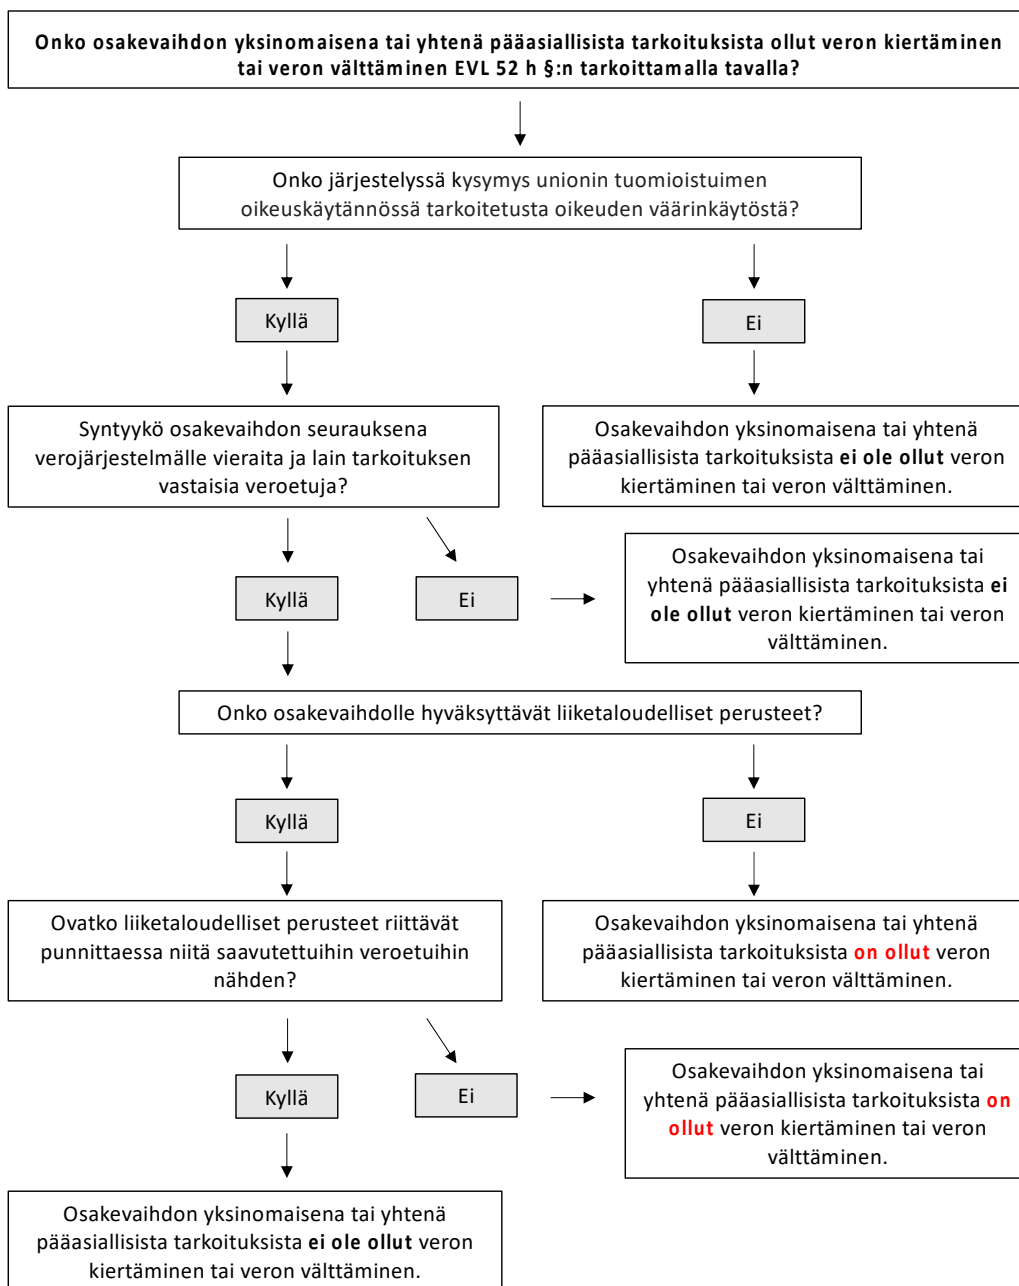 Onko osakevaihdon yksinomaisena tai yhtenä pääasiallisista tarkoituksista ollut veron kiertäminen
tai veron välttäminen EVL 52 h §:n tarkoittamalla tavalla?
Onko järjestelyssä kysymys unionin tuomioistuimen
oikeuskäytännössä tarkoitetusta oikeuden väärinkäytöstä?
Kyllä
Ei
Syntyykö osakevaihdon seurauksena
verojärjestelmälle vieraita ja lain tarkoituksen
vastaisia veroetuja?
Osakevaihdon yksinomaisena tai yhtenä
pääasiallisista tarkoituksista ei ole ollut veron
kiertäminen tai veron välttäminen.
Kyllä
Ei
Osakevaihdon yksinomaisena tai
yhtenä pääasiallisista tarkoituksista ei
ole ollut veron kiertäminen tai veron
välttäminen.
Onko osakevaihdolle hyväksyttävät liiketaloudelliset perusteet?
Kyllä
Ei
Ovatko liiketaloudelliset perusteet riittävät
punnittaessa niitä saavutettuihin veroetuihin
nähden?
Osakevaihdon yksinomaisena tai yhtenä
pääasiallisista tarkoituksista on ollut veron
kiertäminen tai veron välttäminen.
Kyllä
Ei
Osakevaihdon yksinomaisena tai
yhtenä pääasiallisista tarkoituksista on
ollut veron kiertäminen tai veron
välttäminen.
Osakevaihdon yksinomaisena tai yhtenä
pääasiallisista tarkoituksista ei ole ollut veron
kiertäminen tai veron välttäminen.